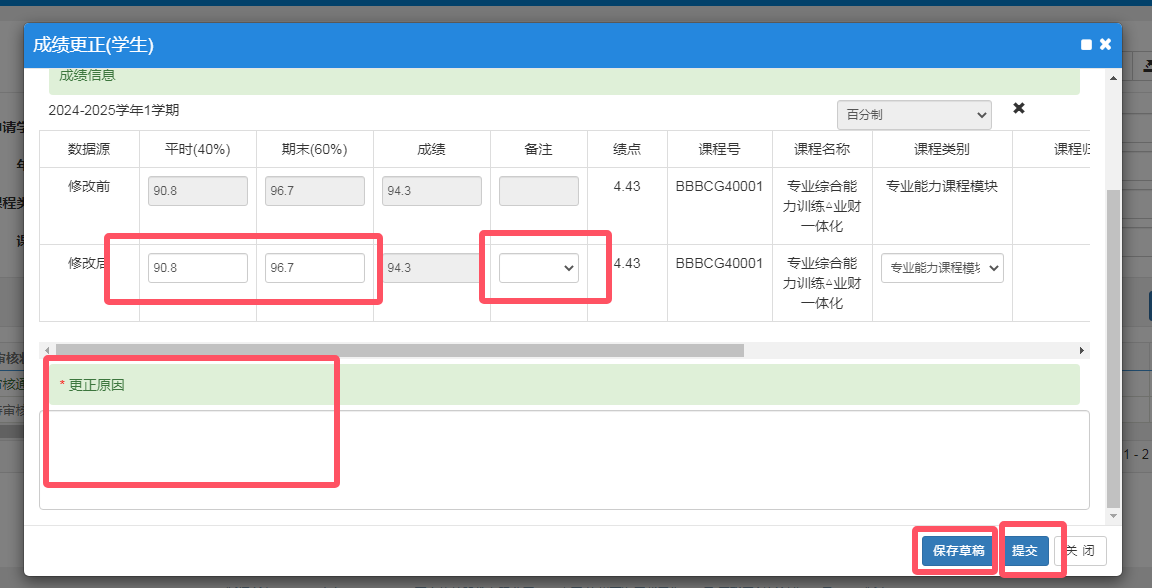 成绩更正(学生)
成绩信息
2024-2025学年1学期
百分制
数据源 平时(40%) 期末(60%) 成绩 备注 绩点 课程号 课程名称 课程类别 课程归
修改前 90.8 96.7 94.3 4.43 BBBCG40001 专业综合能 专业能力课程模块
力训练△业财
一体化
修改后 90.8 96.7 94.3 4.43 BBBCG40001 专业综合能 专业能力课程模块
力训练△业财
一体化
* 更正原因
1 - 2
保存草稿 提交 关 闭